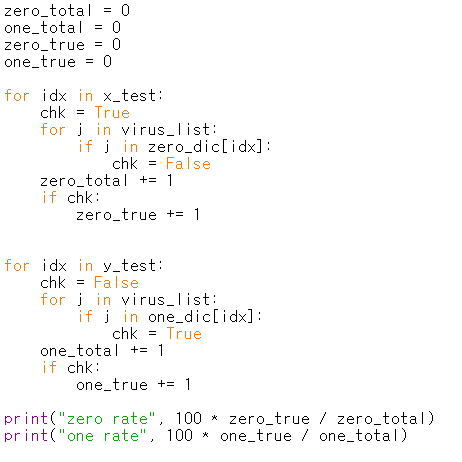 zero_total = 0
one_total = 0
zero_true = 0
one_true = 0
for idx in x_test:
chk = True
for j in virus_list:
if j in zero_dic[idx]:
chk = False
zero_total += 1
if chk:
zero_true += 1
for idx in y_test:
chk = False
for j in virus_list:
if j in one_dic[idx]:
chk = True
one_total += 1
if chk:
one_true += 1
print("zero rate", 100 * zero_true / zero_total)
print("one rate", 100 * one_true / one_total)